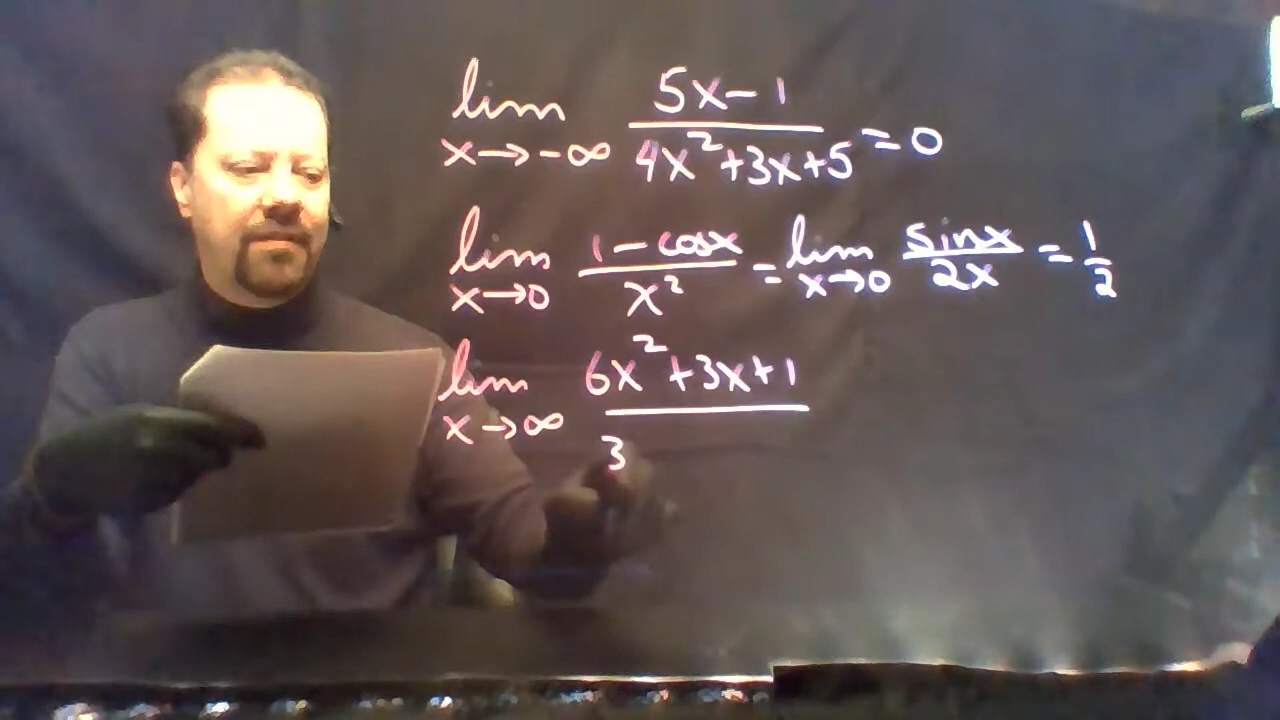 lim x→-∞ (5x-1)/(4x²+3x+5) = 0
lim x→0 (1-cosx)/x² = lim x→0 sinx/2x = 1/2
lim x→∞ (6x²+3x+1)/3